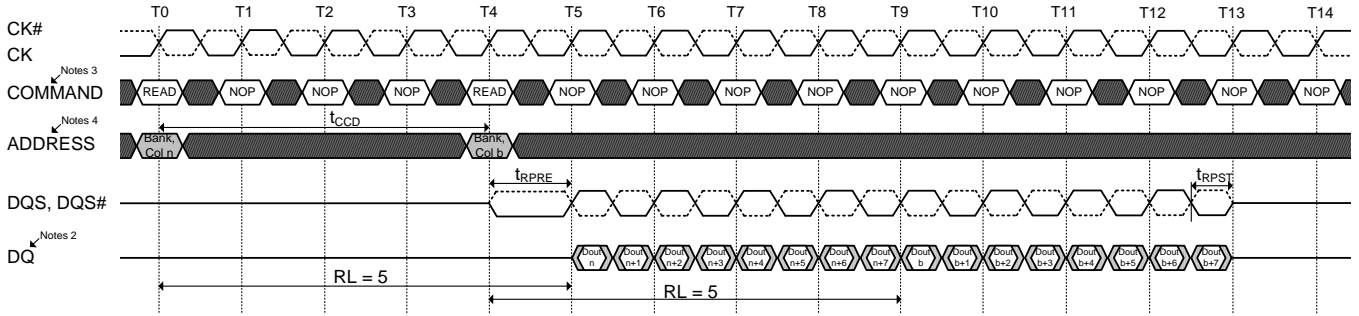 T0 T1 T2 T3 T4 T5 T6 T7 T8 T9 T10 T11 T12 T13 T14
CK#
CK
Notes 3
COMMAND READ NOP NOP NOP READ NOP NOP NOP NOP NOP NOP NOP NOP NOP NOP
tCCD
Notes 4
ADDRESS
Bank, Col n
Bank, Col b
tRPRE
tRPST
DQS, DQS#
Notes 2
DQ
Dout n
Dout n+1
Dout n+2
Dout n+3
Dout n+4
Dout n+5
Dout n+6
Dout n+7
Dout b
Dout b+1
Dout b+2
Dout b+3
Dout b+4
Dout b+5
Dout b+6
Dout b+7
RL = 5
RL = 5